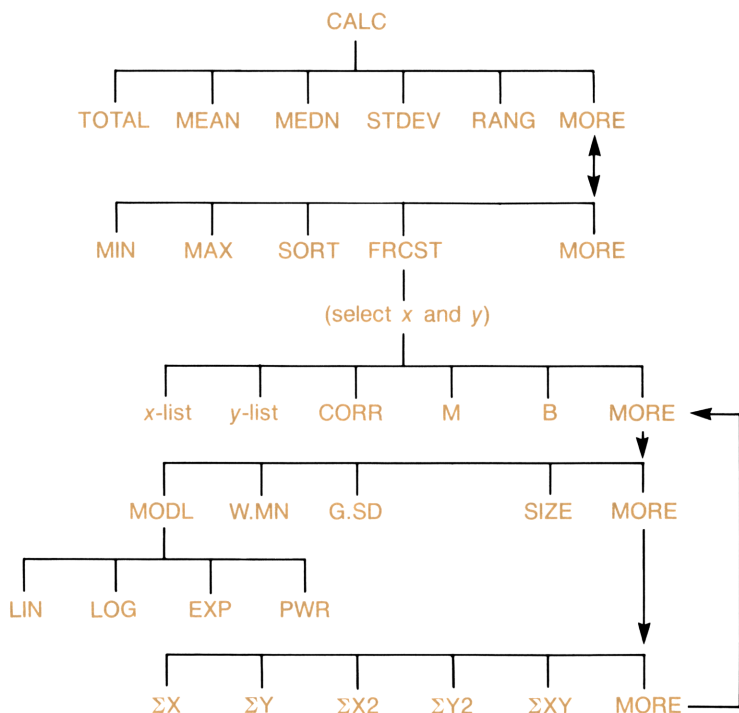 CALC
TOTAL MEAN MEDN STDEV RANG MORE
MIN MAX SORT FRCST MORE
(select x and y)
x-list y-list CORR M B MORE
MODL W.MN G.SD SIZE MORE
LIN LOG EXP PWR
ΣX ΣY ΣX2 ΣY2 ΣXY MORE